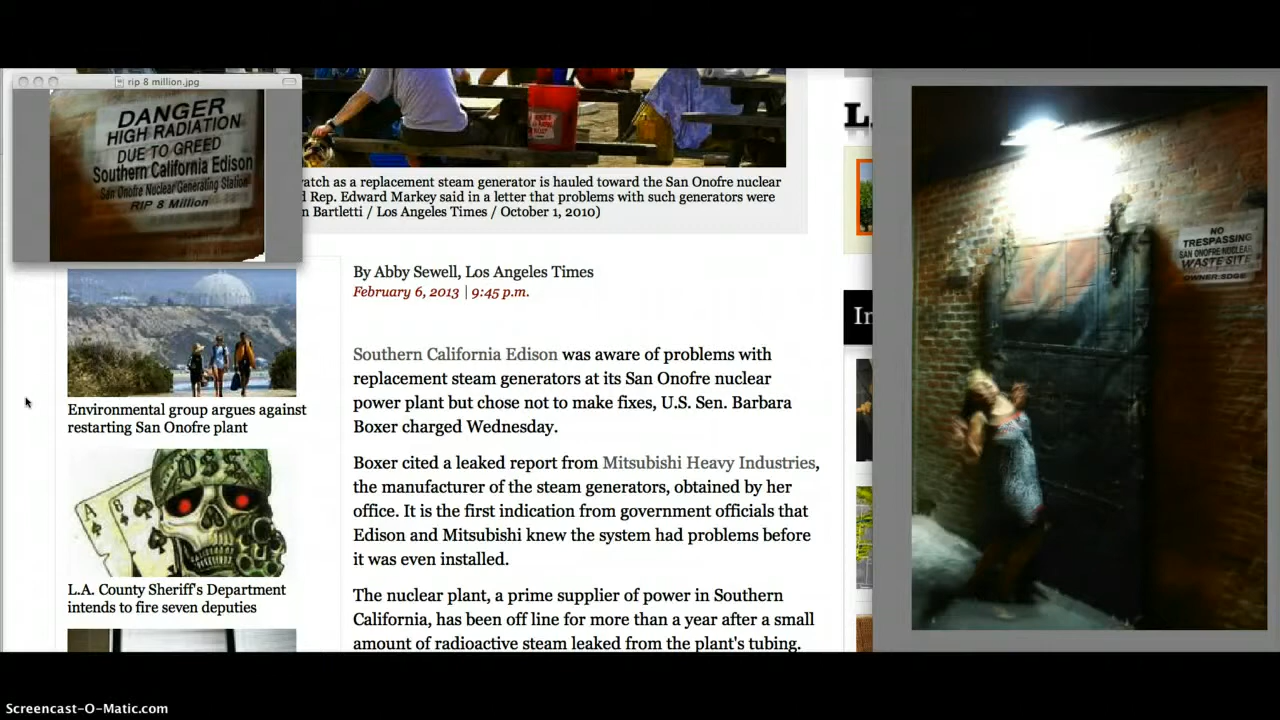 rip 8 million.jpg
DANGER
HIGH RADIATION
DUE TO GREED
Southern California Edison
San Onofre Nuclear Generating Station
RIP 8 Million
atch as a replacement steam generator is hauled toward the San Onofre nuclear
Rep. Edward Markey said in a letter that problems with such generators were
n Bartletti / Los Angeles Times / October 1, 2010)
Environmental group argues against
restarting San Onofre plant
OSS
A
6
L.A. County Sheriff's Department
intends to fire seven deputies
By Abby Sewell, Los Angeles Times
February 6, 2013 | 9:45 p.m.
Southern California Edison was aware of problems with
replacement steam generators at its San Onofre nuclear
power plant but chose not to make fixes, U.S. Sen. Barbara
Boxer charged Wednesday.
Boxer cited a leaked report from Mitsubishi Heavy Industries,
the manufacturer of the steam generators, obtained by her
office. It is the first indication from government officials that
Edison and Mitsubishi knew the system had problems before
it was even installed.
The nuclear plant, a prime supplier of power in Southern
California, has been off line for more than a year after a small
amount of radioactive steam leaked from the plant's tubing.
L.
In
NO
TRESPASSING
SAN ONOFRE NUCLEAR
WASTE SITE
OWNER:SDGE
Screencast-O-Matic.com